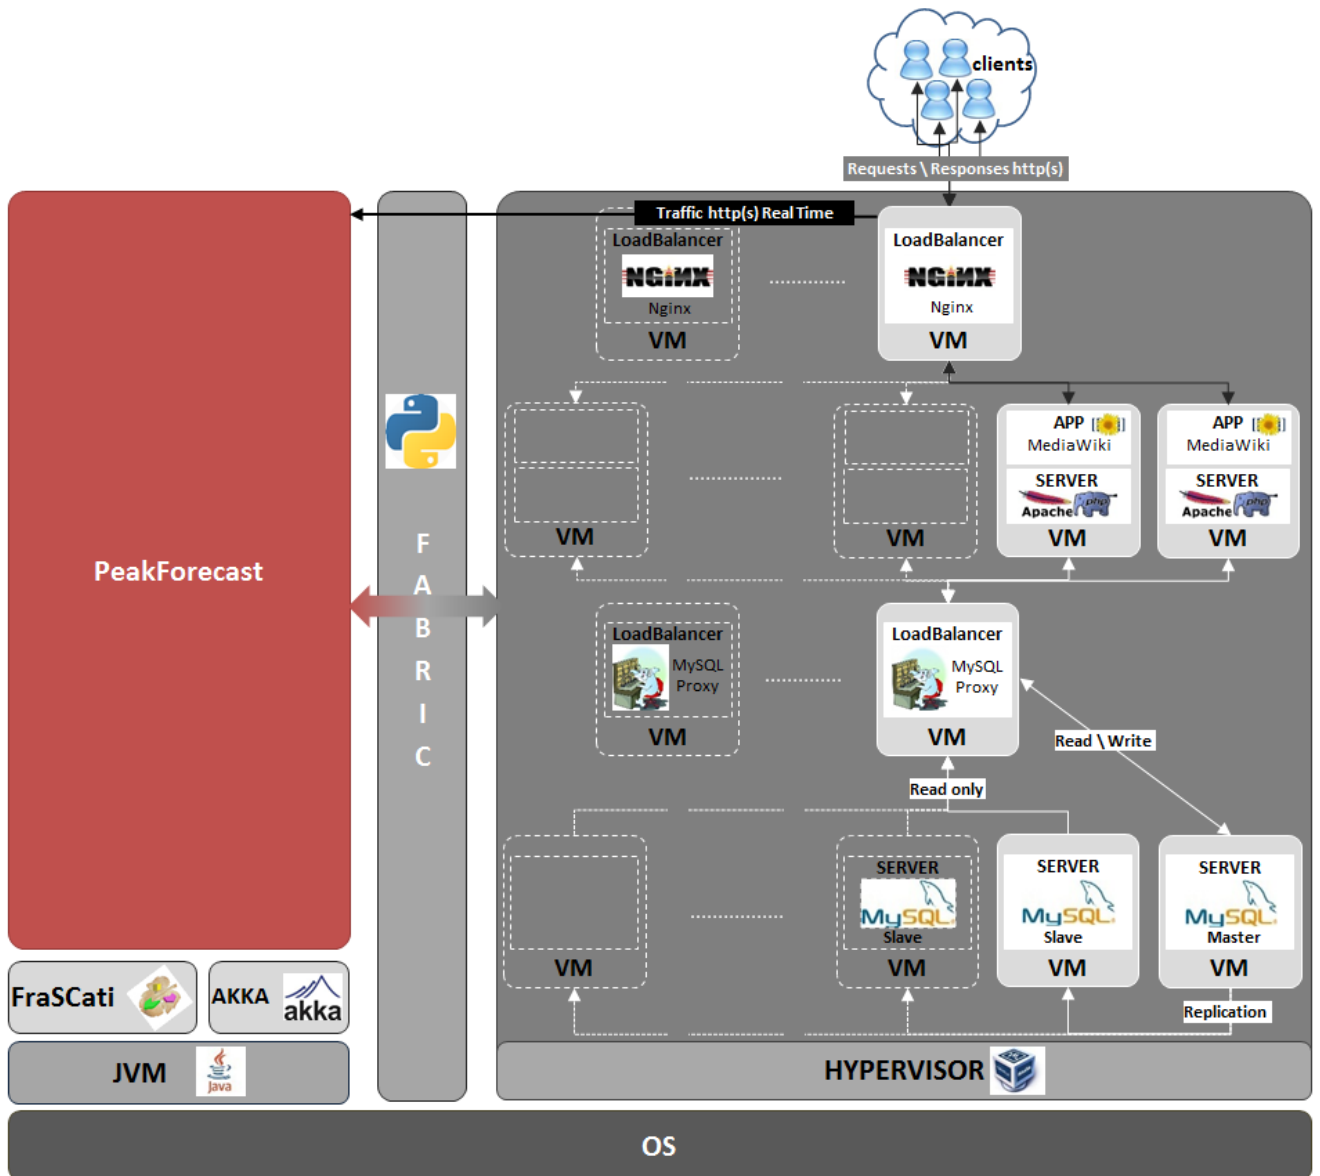 clients
Requests \ Responses http(s)
Traffic http(s) Real Time
LoadBalancer
NGiNX
Nginx
VM
LoadBalancer
NGiNX
Nginx
VM
VM
VM
APP [[ ]]
MediaWiki
SERVER
Apache php
VM
APP [[ ]]
MediaWiki
SERVER
Apache php
VM
PeakForecast
F
A
B
R
I
C
LoadBalancer
MySQL
Proxy
VM
LoadBalancer
MySQL
Proxy
VM
Read \ Write
Read only
VM
SERVER
MySQL
Slave
VM
SERVER
MySQL
Slave
VM
SERVER
MySQL
Master
VM
Replication
FraSCati
AKKA
akka
JVM
Java
HYPERVISOR
OS